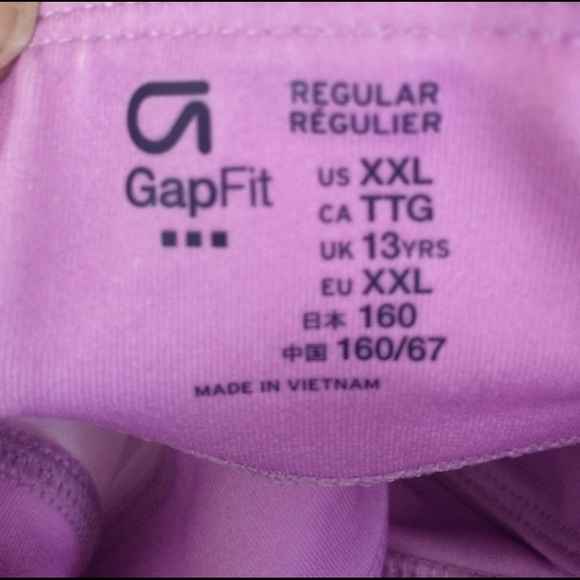 GapFit
REGULAR
RÉGULIER
US XXL
CA TTG
UK 13YRS
EU XXL
日本 160
中国 160/67
MADE IN VIETNAM